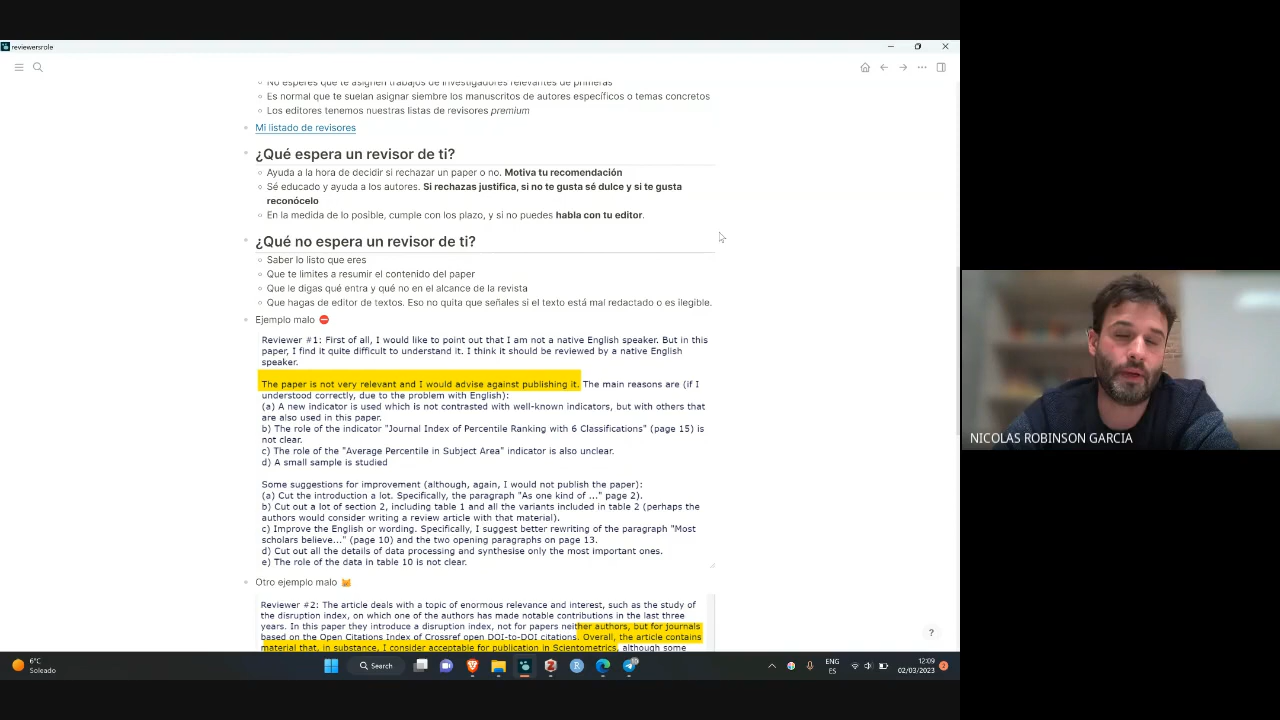 reviewersrole
No esperes que te asignen trabajos de investigadores relevantes de primeras
Es normal que te suelan asignar siembre los manuscritos de autores específicos o temas concretos
Los editores tenemos nuestras listas de revisores premium
Mi listado de revisores
¿Qué espera un revisor de ti?
Ayuda a la hora de decidir si rechazar un paper o no. Motiva tu recomendación
Sé educado y ayuda a los autores. Si rechazas justifica, si no te gusta sé dulce y si te gusta
reconócelo
En la medida de lo posible, cumple con los plazo, y si no puedes habla con tu editor.
¿Qué no espera un revisor de ti?
Saber lo listo que eres
Que te limites a resumir el contenido del paper
Que le digas qué entra y qué no en el alcance de la revista
Que hagas de editor de textos. Eso no quita que señales si el texto está mal redactado o es ilegible.
Ejemplo malo
Reviewer #1: First of all, I would like to point out that I am not a native English speaker. But in this
paper, I find it quite difficult to understand it. I think it should be reviewed by a native English
speaker.
The paper is not very relevant and I would advise against publishing it. The main reasons are (if I
understood correctly, due to the problem with English):
(a) A new indicator is used which is not contrasted with well-known indicators, but with others that
are also used in this paper.
b) The role of the indicator "Journal Index of Percentile Ranking with 6 Classifications" (page 15) is
not clear.
c) The role of the "Average Percentile in Subject Area" indicator is also unclear.
d) A small sample is studied
Some suggestions for improvement (although, again, I would not publish the paper):
(a) Cut the introduction a lot. Specifically, the paragraph "As one kind of ..." page 2).
b) Cut out a lot of section 2, including table 1 and all the variants included in table 2 (perhaps the
authors would consider writing a review article with that material).
c) Improve the English or wording. Specifically, I suggest better rewriting of the paragraph "Most
scholars believe..." (page 10) and the two opening paragraphs on page 13.
d) Cut out all the details of data processing and synthesise only the most important ones.
e) The role of the data in table 10 is not clear.
Otro ejemplo malo
Reviewer #2: The article deals with a topic of enormous relevance and interest, such as the study of
the disruption index, on which one of the authors has made notable contributions in the last three
years. In this paper they introduce a disruption index, not for papers neither authors, but for journals
based on the Open Citations Index of Crossref open DOI-to-DOI citations. Overall, the article contains
material that, in substance, I consider acceptable for publication in Scientometrics, although some
?
NICOLAS ROBINSON GARCIA
6°C
Soleado
Search
ENG
ES
12:09
02/03/2023
2